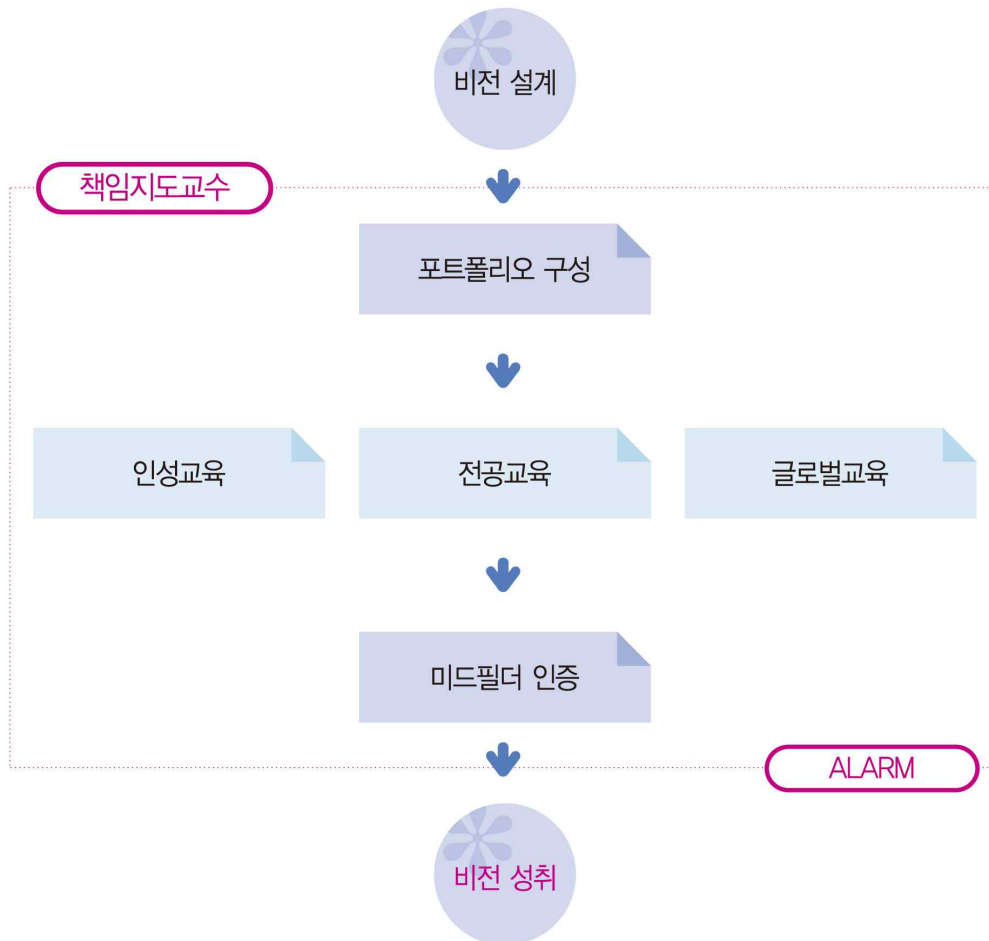 비전 설계
책임지도교수
포트폴리오 구성
인성교육
전공교육
글로벌교육
미드필더 인증
ALARM
비전 성취